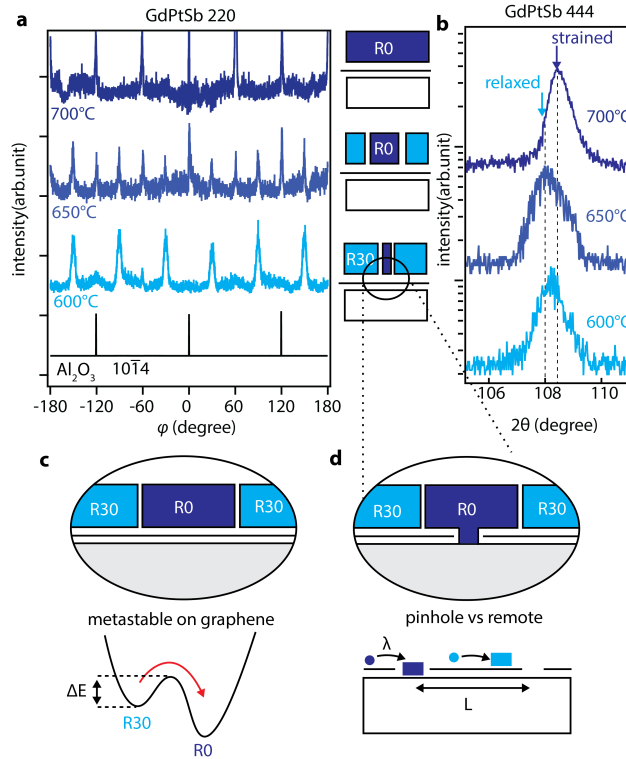 a
GdPtSb 220
intensity(arb.unit)
700°C
650°C
600°C
Al2O3 101̄4
-180 -120 -60 0 60 120 180
φ (degree)
R0
R0
R30
b
GdPtSb 444
strained
relaxed
intensity(arb.unit)
700°C
650°C
600°C
106 108 110
2θ (degree)
c
R30 R0 R30
metastable on graphene
ΔE
R30
R0
d
R30 R0 R30
pinhole vs remote
λ
L